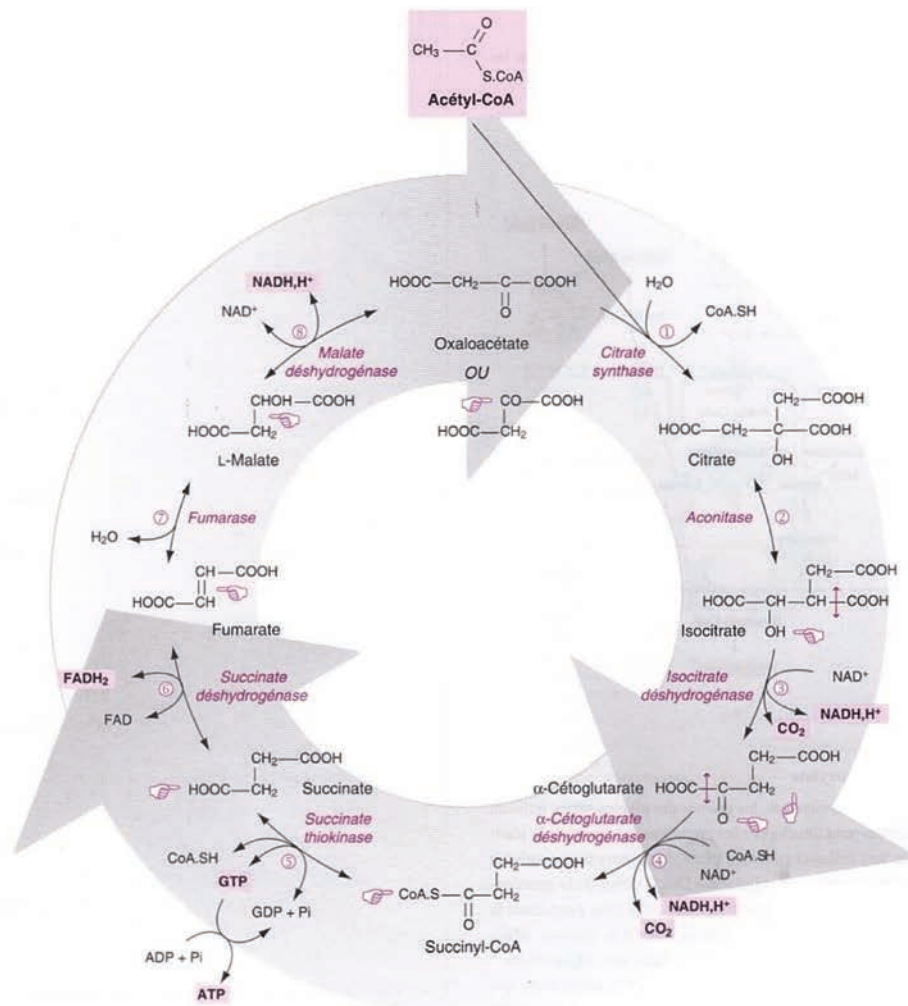 CH₃—C
O
S.CoA
Acétyl-CoA
NADH,H⁺
NAD⁺
⑧
Malate
déshydrogénase
HOOC—CH₂—C—COOH
O
Oxaloacétate
OU
CO—COOH
HOOC—CH₂
H₂O
①
CoA.SH
Citrate
synthase
CH₂—COOH
HOOC—CH₂—C—COOH
OH
Citrate
Aconitase
②
CH₂—COOH
HOOC—CH—CH—COOH
OH
Isocitrate
Isocitrate
déshydrogénase
③
NAD⁺
NADH,H⁺
CO₂
CH₂—COOH
HOOC—C—CH₂
O
α-Cétoglutarate
α-Cétoglutarate
déshydrogénase
④
CoA.SH
NAD⁺
NADH,H⁺
CO₂
CH₂—COOH
CoA.S—C—CH₂
O
Succinyl-CoA
Succinate
thiokinase
⑤
CoA.SH
GTP
GDP + Pi
ADP + Pi
ATP
CH₂—COOH
HOOC—CH₂
Succinate
Succinate
déshydrogénase
⑥
FADH₂
FAD
CH—COOH
HOOC—CH
Fumarate
Fumarase
⑦
H₂O
CHOH—COOH
HOOC—CH₂
L-Malate